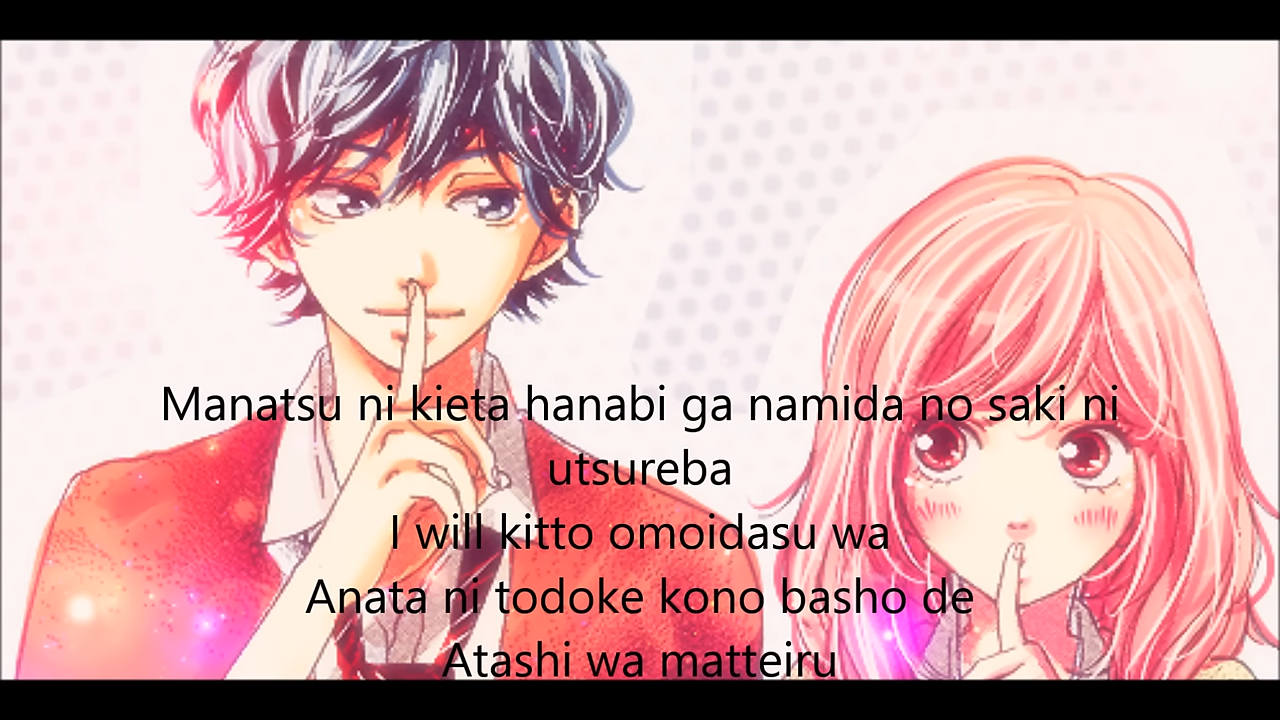 Manatsu ni kieta hanabi ga namida no saki ni
utsureba
I will kitto omoidasu wa
Anata ni todoke kono basho de
Atashi wa matteiru